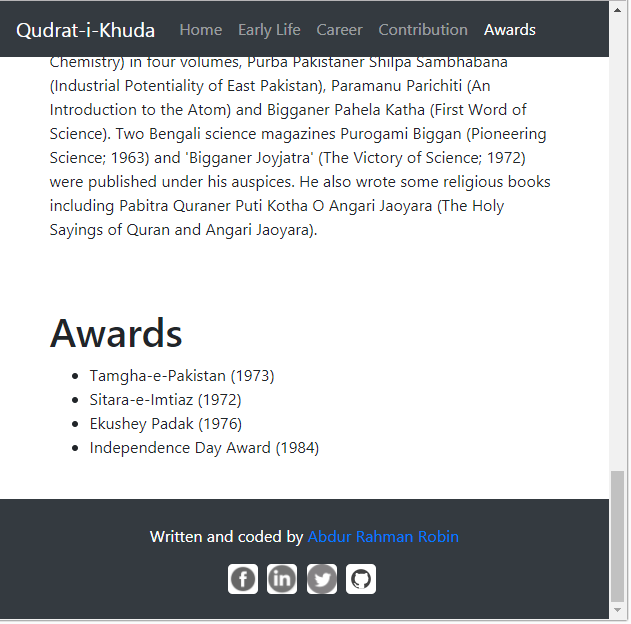 Qudrat-i-Khuda Home Early Life Career Contribution Awards
Chemistry) in four volumes, Purba Pakistaner Shilpa Sambhabana
(Industrial Potentiality of East Pakistan), Paramanu Parichiti (An
Introduction to the Atom) and Bigganer Pahela Katha (First Word of
Science). Two Bengali science magazines Purogami Biggan (Pioneering
Science; 1963) and 'Bigganer Joyjatra' (The Victory of Science; 1972)
were published under his auspices. He also wrote some religious books
including Pabitra Quraner Puti Kotha O Angari Jaoyara (The Holy
Sayings of Quran and Angari Jaoyara).
Awards
• Tamgha-e-Pakistan (1973)
• Sitara-e-Imtiaz (1972)
• Ekushey Padak (1976)
• Independence Day Award (1984)
Written and coded by Abdur Rahman Robin
f in